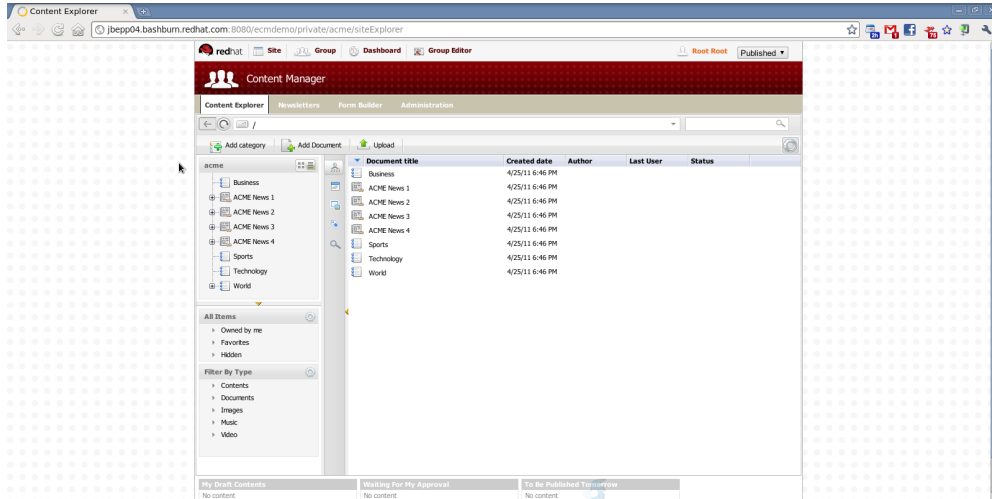 Content Explorer
jbepp04.bashburn.redhat.com:8080/ecmdemo/private/acme/siteExplorer
redhat Site Group Dashboard Group Editor Root Root Published
Content Manager
Content Explorer Newsletters Form Builder Administration
/
Add category Add Document Upload
acme
Business
ACME News 1
ACME News 2
ACME News 3
ACME News 4
Sports
Technology
World
Document title Created date Author Last User Status
Business 4/25/11 6:46 PM
ACME News 1 4/25/11 6:46 PM
ACME News 2 4/25/11 6:46 PM
ACME News 3 4/25/11 6:46 PM
ACME News 4 4/25/11 6:46 PM
Sports 4/25/11 6:46 PM
Technology 4/25/11 6:46 PM
World 4/25/11 6:46 PM
All Items
Owned by me
Favorites
Hidden
Filter By Type
Contents
Documents
Images
Music
Video
My Draft Contents Waiting For My Approval To Be Published Tomorrow
No content No content No content